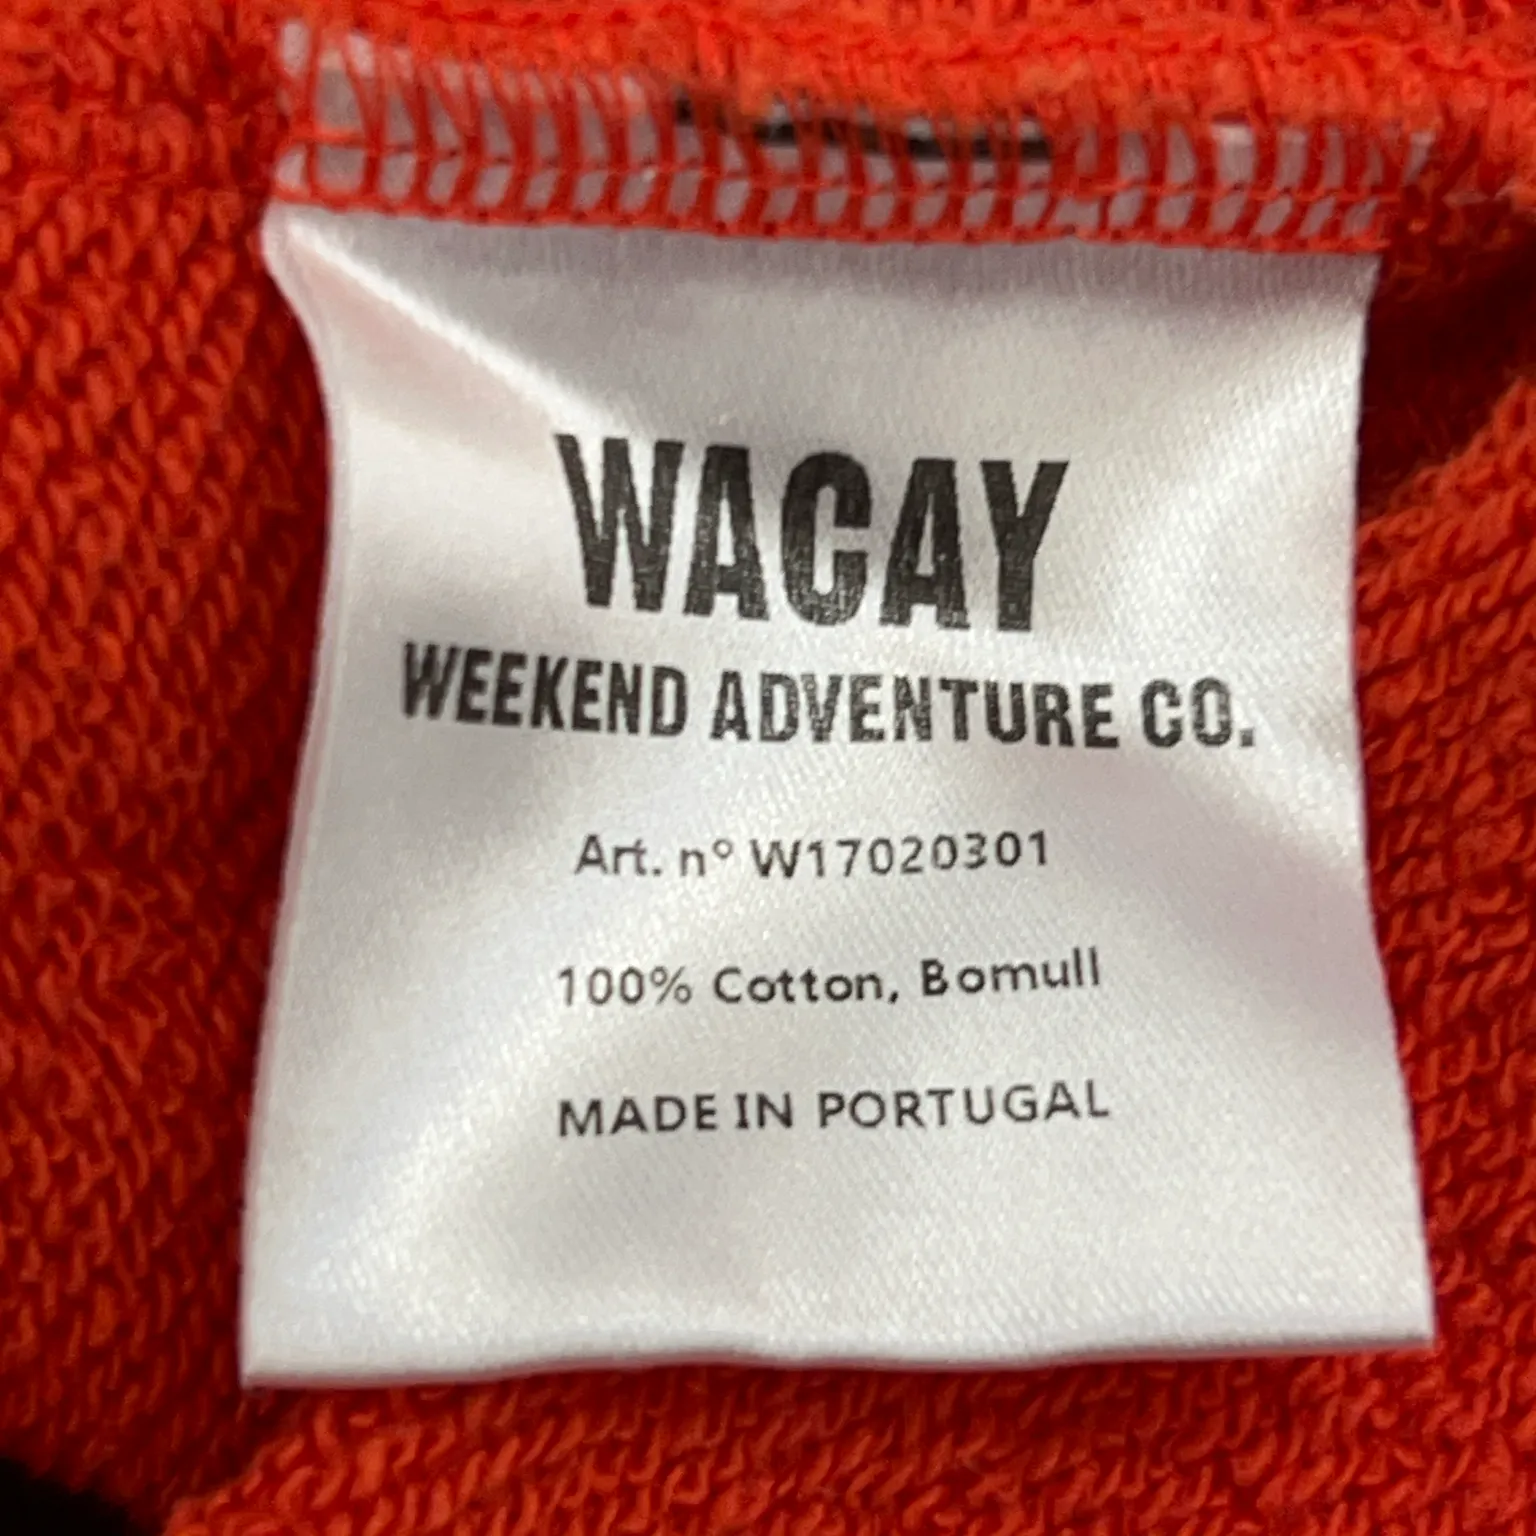 WACAY
WEEKEND ADVENTURE CO.
Art. nº W17020301
100% Cotton, Bomull
MADE IN PORTUGAL